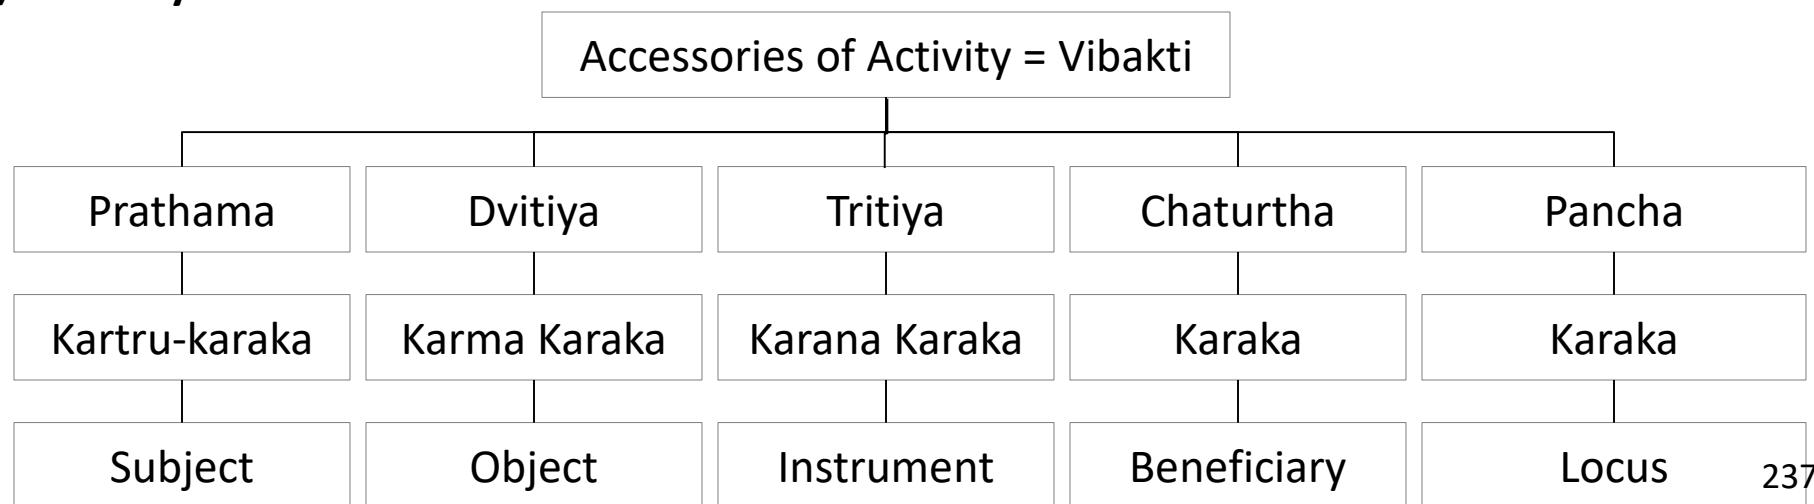 Accessories of Activity = Vibakti
Prathama Dvitiya Tritiya Chaturtha Pancha
Kartru-karaka Karma Karaka Karana Karaka Karaka Karaka
Subject Object Instrument Beneficiary Locus
237